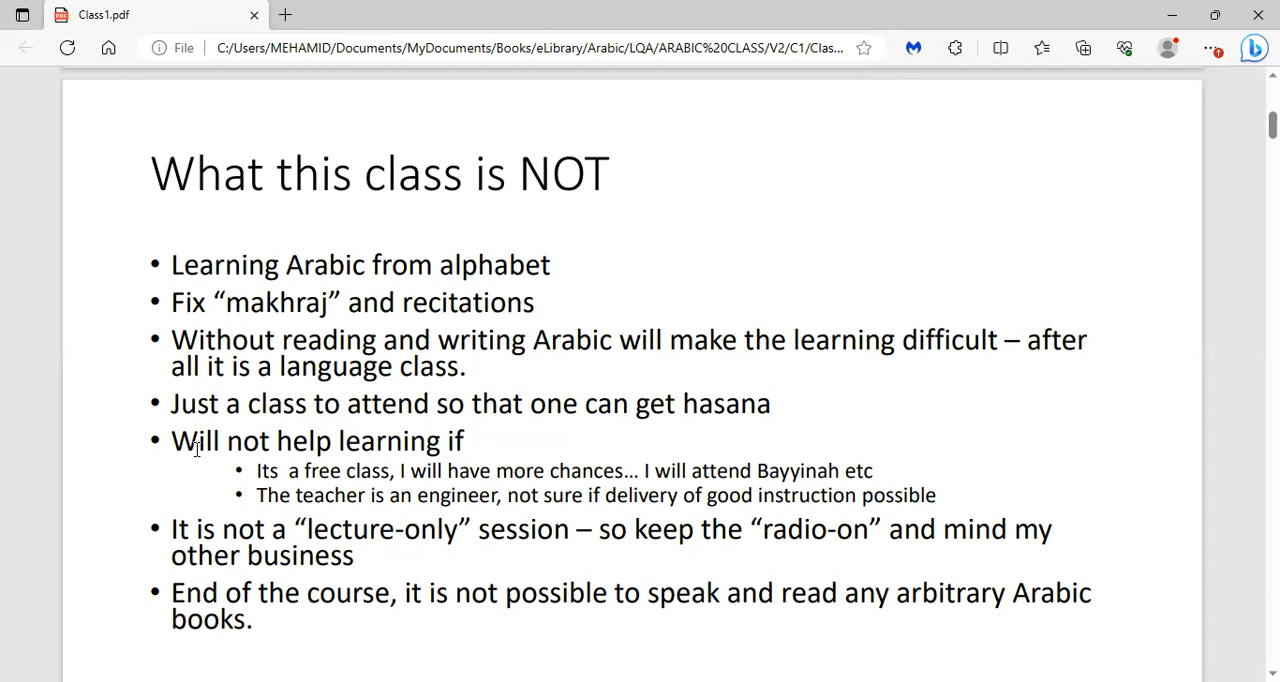 Class1.pdf
File
C:/Users/MEHAMID/Documents/MyDocuments/Books/eLibrary/Arabic/LQA/ARABIC%20CLASS/V2/C1/Clas...
What this class is NOT
• Learning Arabic from alphabet
• Fix “makhraj” and recitations
• Without reading and writing Arabic will make the learning difficult – after
all it is a language class.
• Just a class to attend so that one can get hasana
• Will not help learning if
• Its  a free class, I will have more chances... I will attend Bayyinah etc
• The teacher is an engineer, not sure if delivery of good instruction possible
• It is not a “lecture-only” session – so keep the “radio-on” and mind my
other business
• End of the course, it is not possible to speak and read any arbitrary Arabic
books.